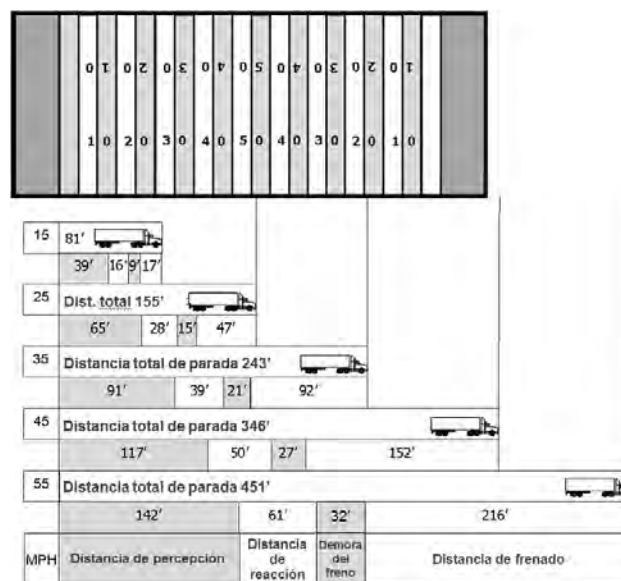 0 1 0 2 0 3 0 4 0 5 0 4 0 3 0 2 0 1
1 0 2 0 3 0 4 0 5 0 4 0 3 0 2 0 1 0
15 81'
39' 16' 9' 17'
25 Dist. total 155'
65' 28' 15' 47'
35 Distancia total de parada 243'
91' 39' 21' 92'
45 Distancia total de parada 346'
117' 50' 27' 152'
55 Distancia total de parada 451'
142' 61' 32' 216'
MPH Distancia de percepción Distancia de reacción Demora del freno Distancia de frenado